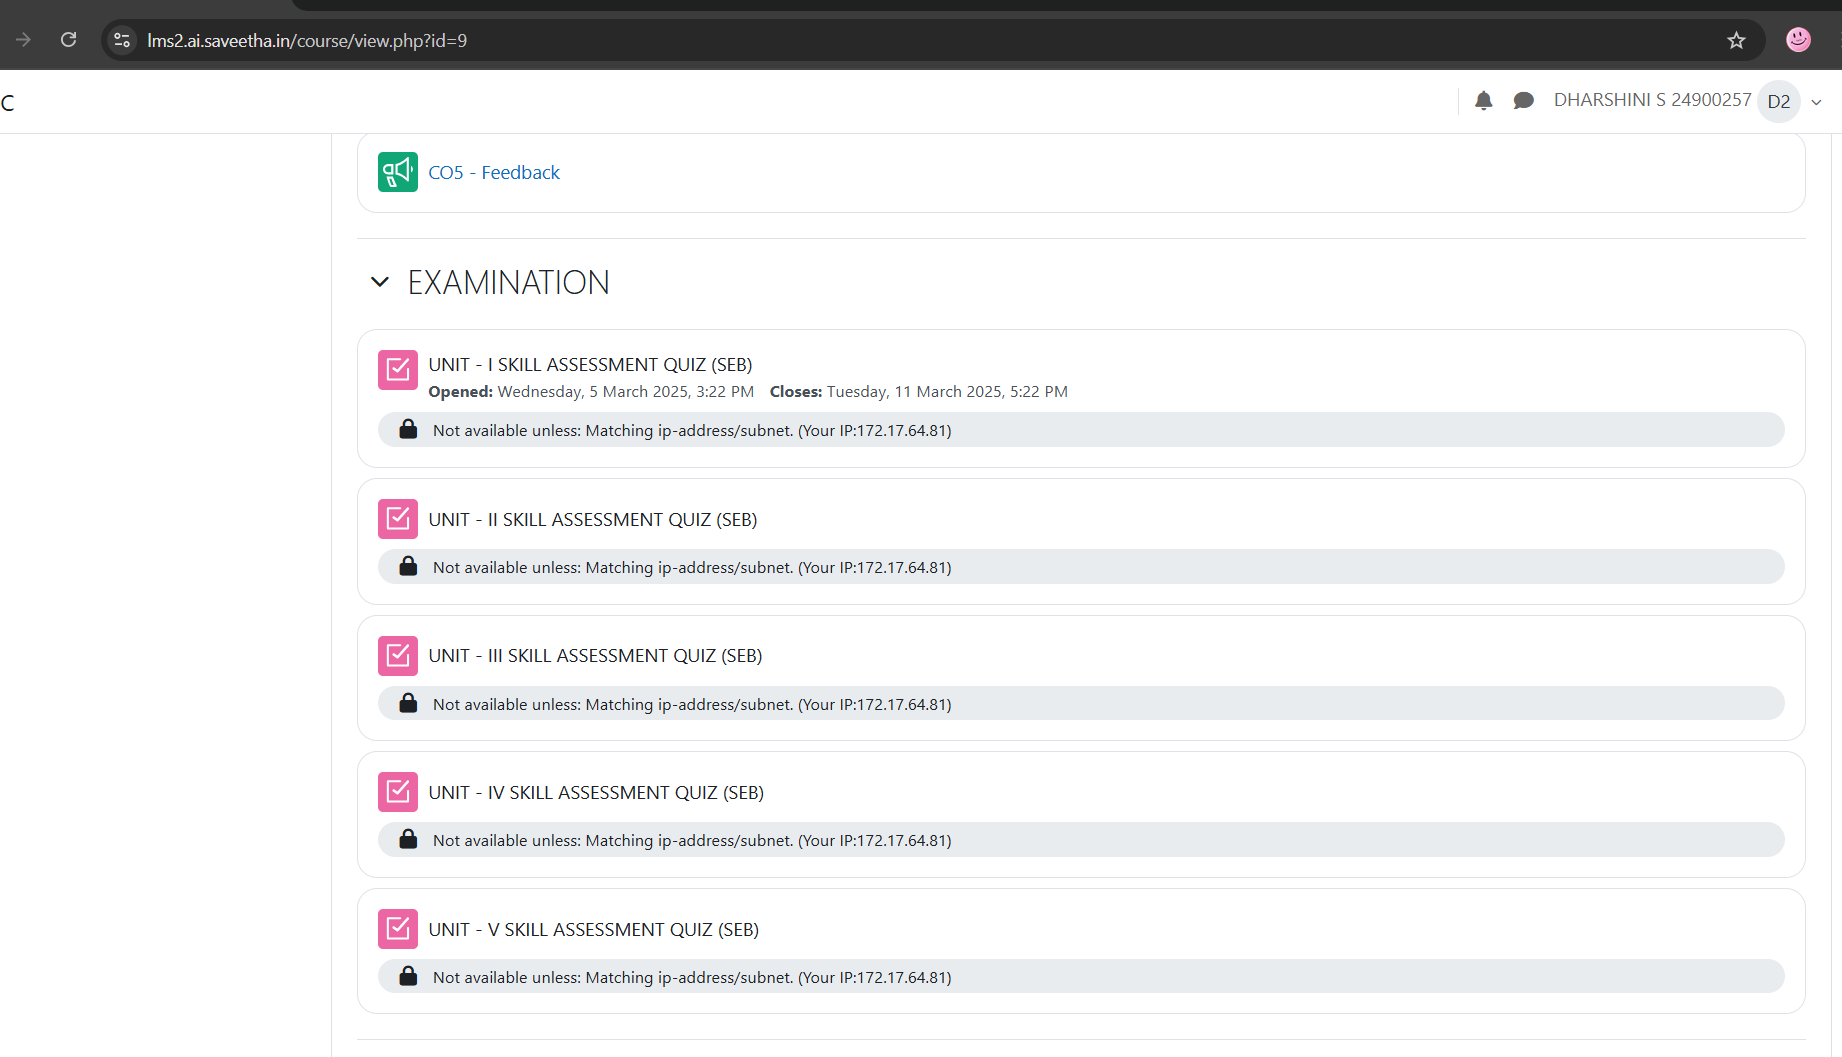 lms2.ai.saveetha.in/course/view.php?id=9
C
DHARSHINI S 24900257 D2
CO5 - Feedback
EXAMINATION
UNIT - I SKILL ASSESSMENT QUIZ (SEB)
Opened: Wednesday, 5 March 2025, 3:22 PM Closes: Tuesday, 11 March 2025, 5:22 PM
Not available unless: Matching ip-address/subnet. (Your IP:172.17.64.81)
UNIT - II SKILL ASSESSMENT QUIZ (SEB)
Not available unless: Matching ip-address/subnet. (Your IP:172.17.64.81)
UNIT - III SKILL ASSESSMENT QUIZ (SEB)
Not available unless: Matching ip-address/subnet. (Your IP:172.17.64.81)
UNIT - IV SKILL ASSESSMENT QUIZ (SEB)
Not available unless: Matching ip-address/subnet. (Your IP:172.17.64.81)
UNIT - V SKILL ASSESSMENT QUIZ (SEB)
Not available unless: Matching ip-address/subnet. (Your IP:172.17.64.81)